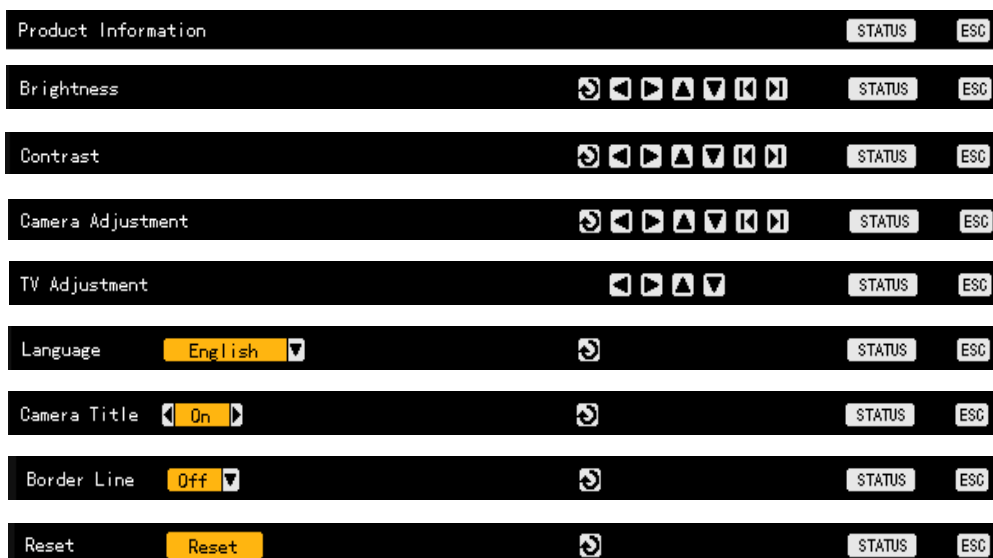 Product Information STATUS ESC
Brightness STATUS ESC
Contrast STATUS ESC
Camera Adjustment STATUS ESC
TV Adjustment STATUS ESC
Language English STATUS ESC
Camera Title On STATUS ESC
Border Line Off STATUS ESC
Reset Reset STATUS ESC